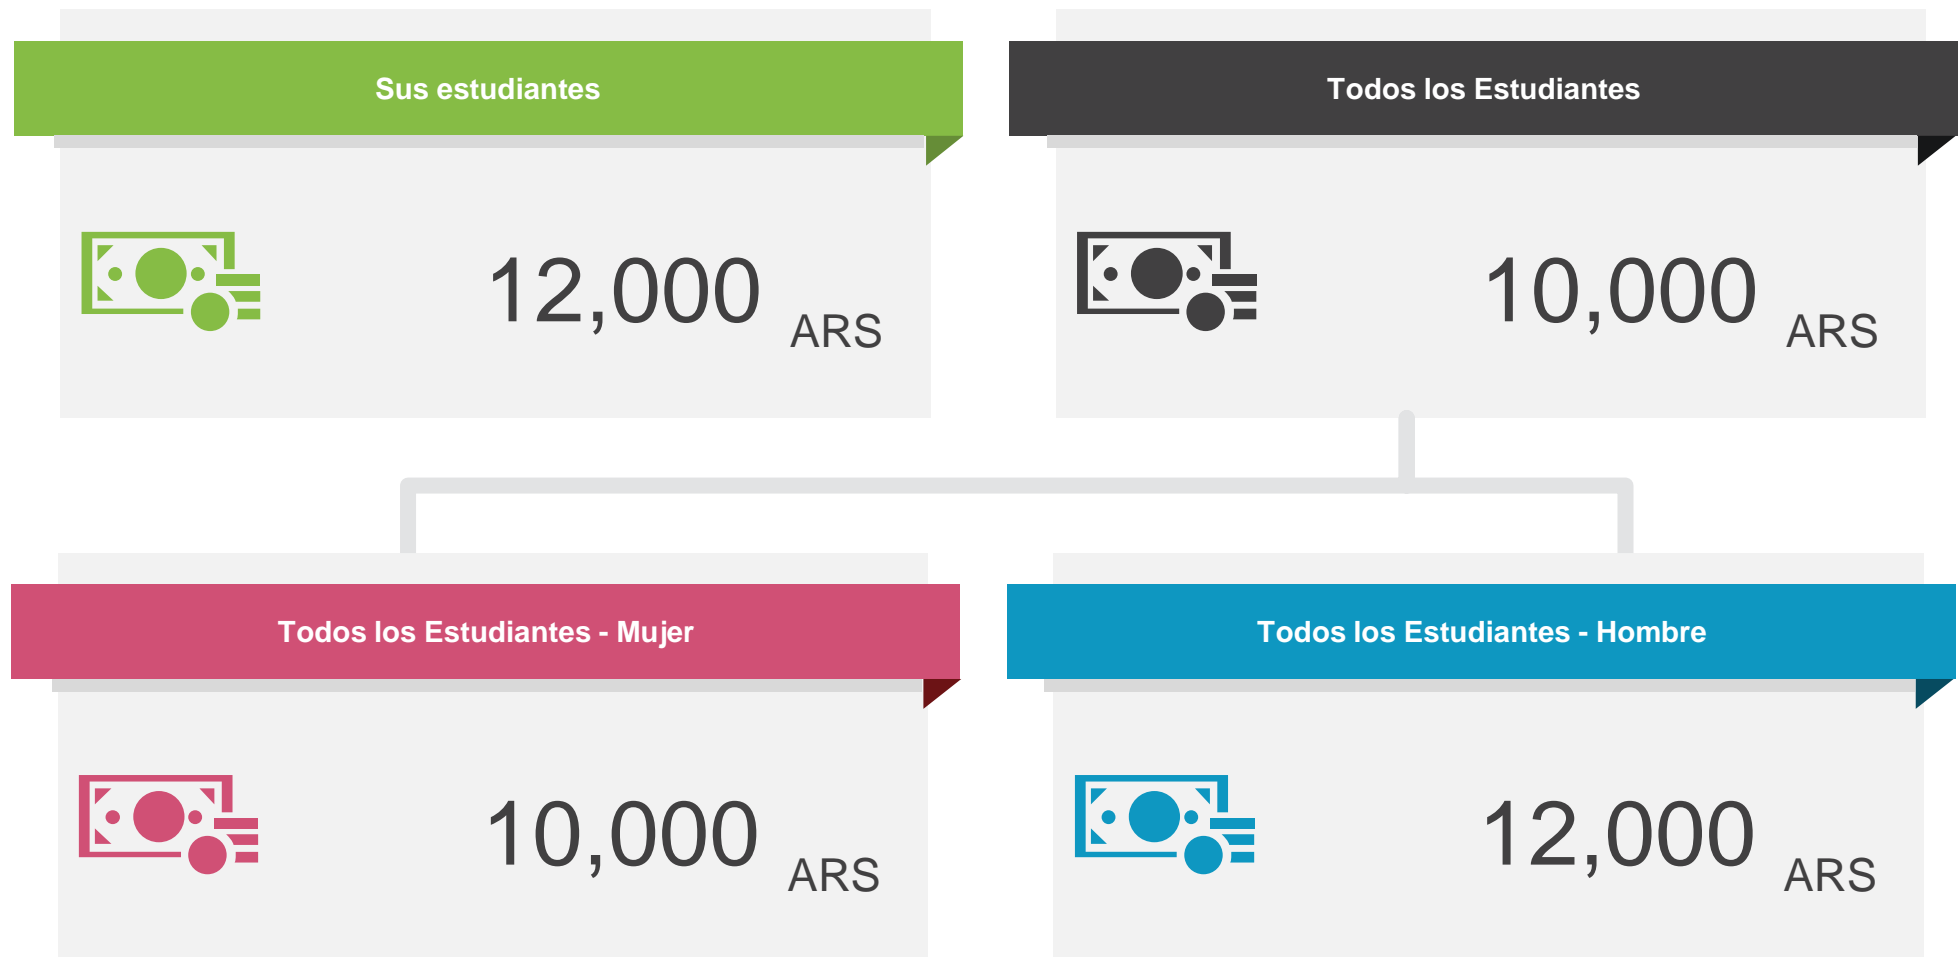 Sus estudiantes
12,000 ARS
Todos los Estudiantes
10,000 ARS
Todos los Estudiantes - Mujer
10,000 ARS
Todos los Estudiantes - Hombre
12,000 ARS